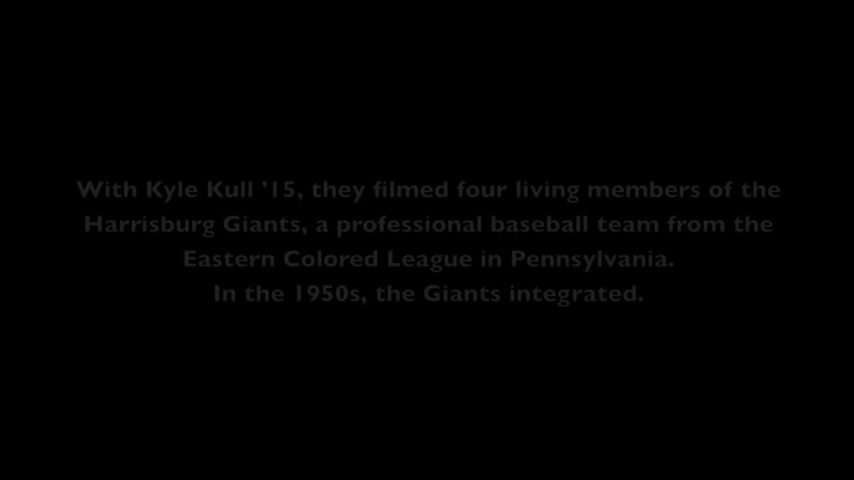 With Kyle Kull '15, they filmed four living members of the
Harrisburg Giants, a professional baseball team from the
Eastern Colored League in Pennsylvania.
In the 1950s, the Giants integrated.